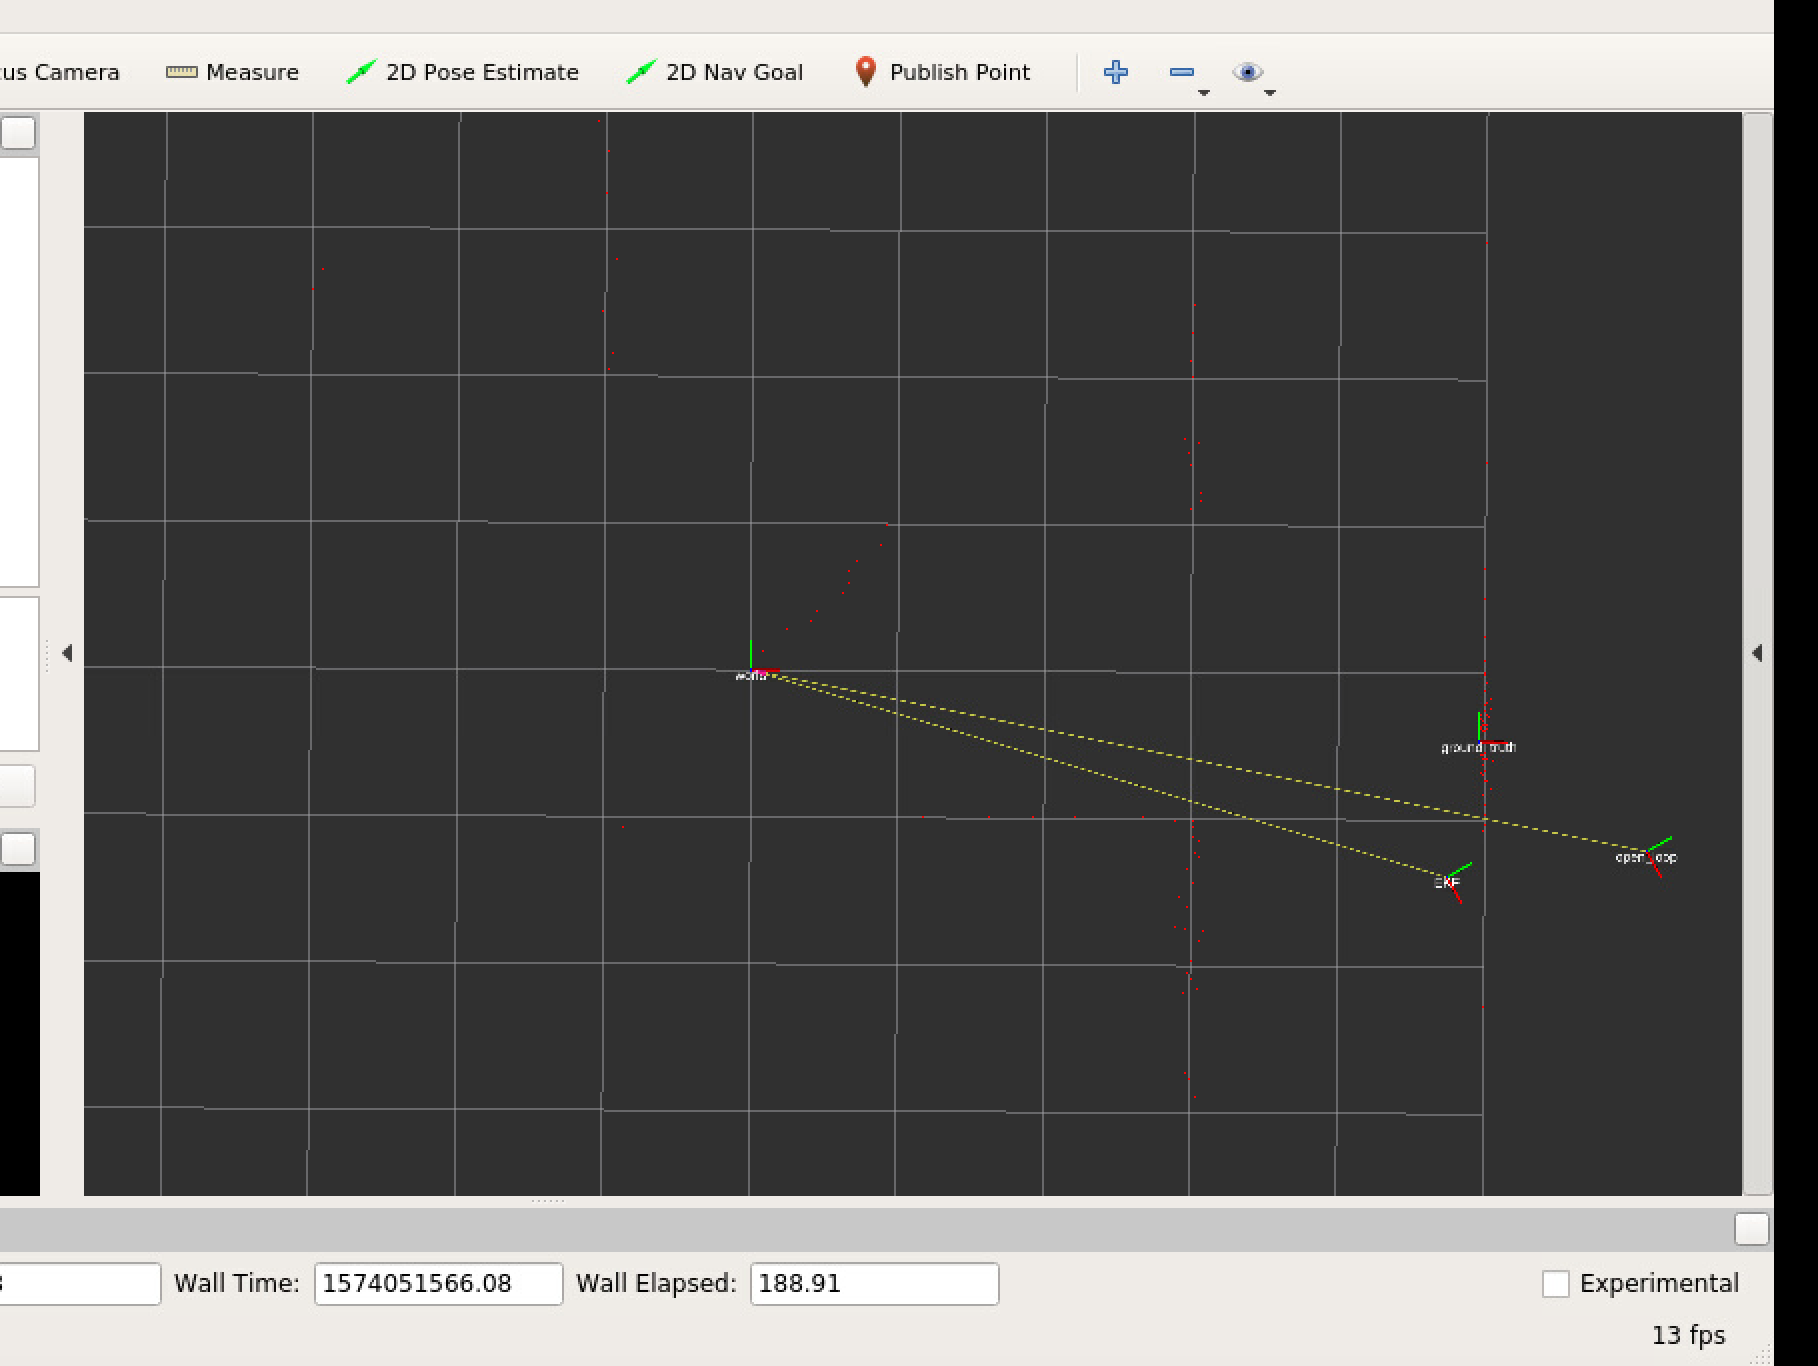 cus Camera Measure 2D Pose Estimate 2D Nav Goal Publish Point
world
ground_truth
open_loop
EKF
Wall Time: 1574051566.08 Wall Elapsed: 188.91 Experimental
13 fps